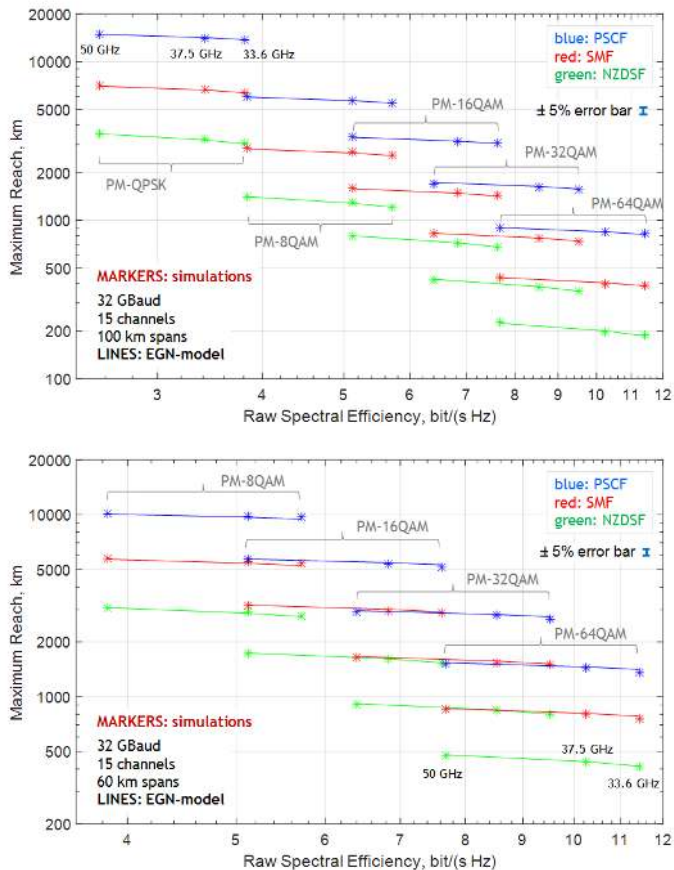 20000
10000
5000
2000
1000
500
200
100
Maximum Reach, km
50 GHz
37.5 GHz
33.6 GHz
blue: PSCF
red: SMF
green: NZDSF
± 5% error bar
PM-16QAM
PM-32QAM
PM-64QAM
PM-QPSK
PM-8QAM
MARKERS: simulations
32 GBaud
15 channels
100 km spans
LINES: EGN-model
3 4 5 6 7 8 9 10 11 12
Raw Spectral Efficiency, bit/(s Hz)
20000
10000
5000
2000
1000
500
200
Maximum Reach, km
PM-8QAM
PM-16QAM
PM-32QAM
PM-64QAM
blue: PSCF
red: SMF
green: NZDSF
± 5% error bar
MARKERS: simulations
32 GBaud
15 channels
60 km spans
LINES: EGN-model
50 GHz
37.5 GHz
33.6 GHz
4 5 6 7 8 9 10 11 12
Raw Spectral Efficiency, bit/(s Hz)